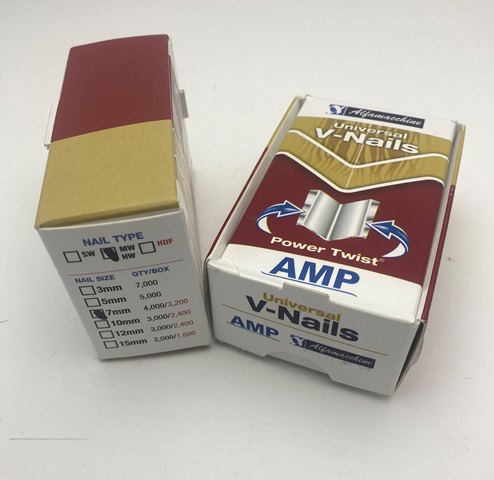 NAIL TYPE
SW MW HW HDF
NAIL SIZE QTY/BOX
3mm 7,000
5mm 5,000
7mm 4,000/3,200
10mm 3,000/2,400
12mm 3,000/2,400
15mm 2,000/1,600
Alfamacchine
Universal
V-Nails
Power Twist®
AMP
Universal
V-Nails
AMP Alfamacchine